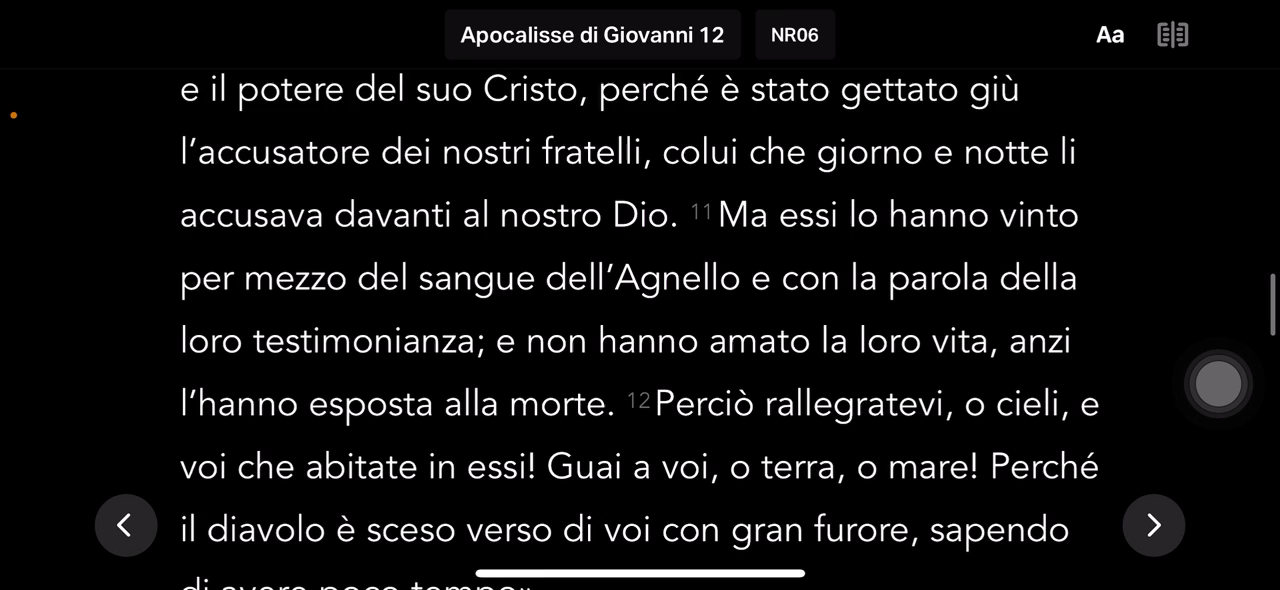 Apocalisse di Giovanni 12 NR06 Aa
e il potere del suo Cristo, perché è stato gettato giù
l’accusatore dei nostri fratelli, colui che giorno e notte li
accusava davanti al nostro Dio. 11 Ma essi lo hanno vinto
per mezzo del sangue dell’Agnello e con la parola della
loro testimonianza; e non hanno amato la loro vita, anzi
l’hanno esposta alla morte. 12 Perciò rallegratevi, o cieli, e
voi che abitate in essi! Guai a voi, o terra, o mare! Perché
il diavolo è sceso verso di voi con gran furore, sapendo
di avere poco tempo»